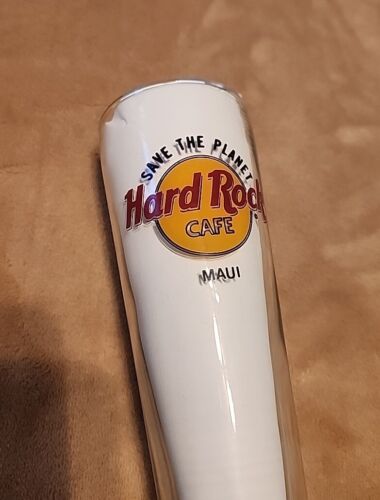 SAVE THE PLANET
Hard Rock
CAFE
MAUI